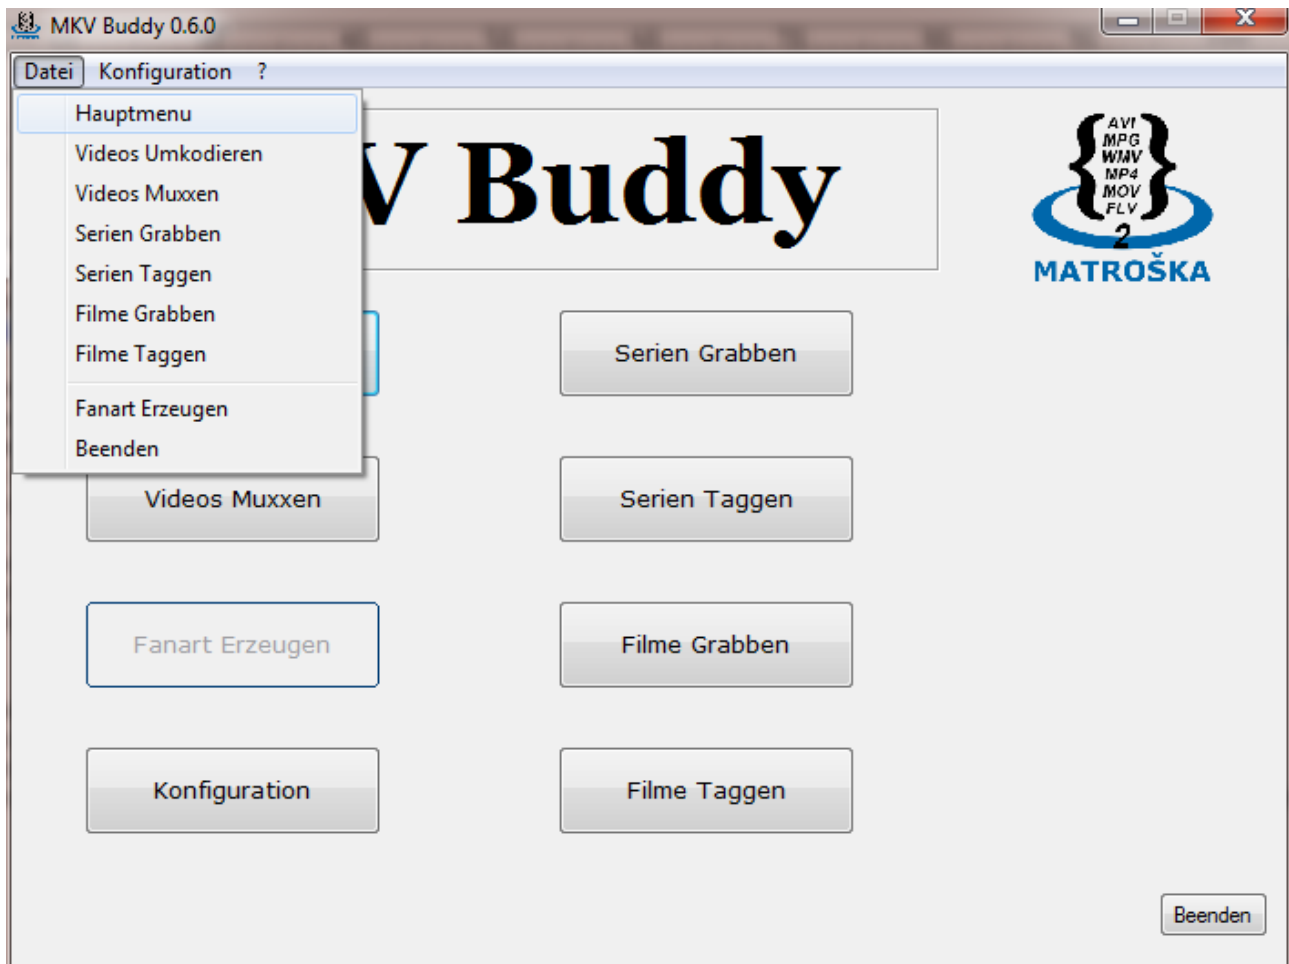 MKV Buddy 0.6.0
Datei Konfiguration ?
Hauptmenu
Videos Umkodieren
Videos Muxxen
Serien Grabben
Serien Taggen
Filme Grabben
Filme Taggen
Fanart Erzeugen
Beenden
V Buddy
AVI
MPG
WMV
MP4
MOV
FLV
2
MATROŠKA
Serien Grabben
Videos Muxxen
Serien Taggen
Fanart Erzeugen
Filme Grabben
Konfiguration
Filme Taggen
Beenden